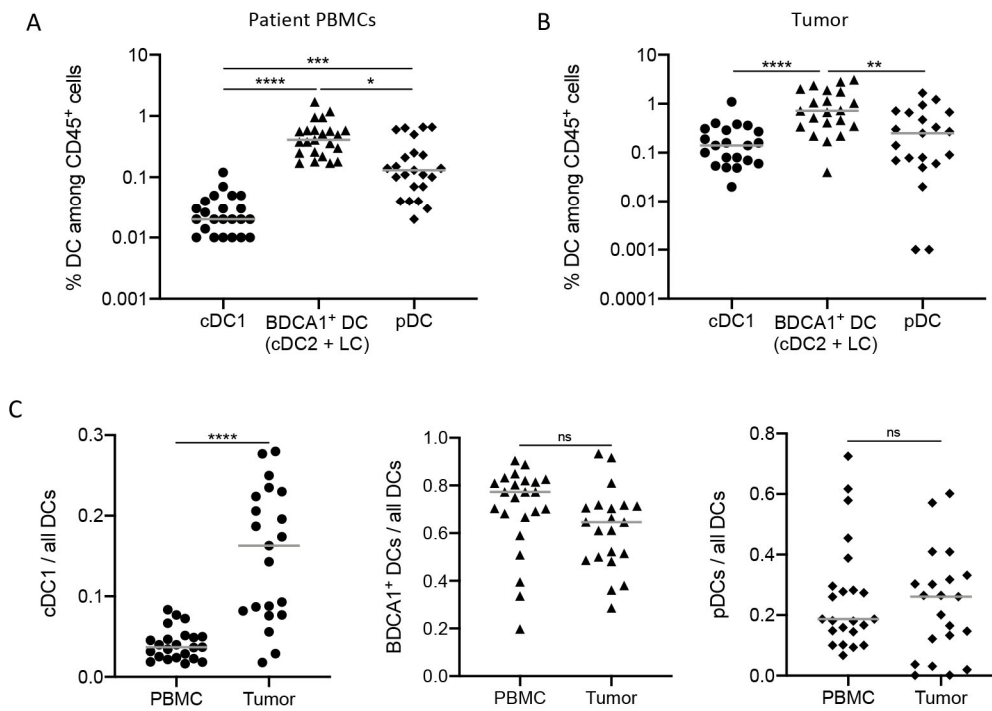 A
Patient PBMCs
% DC among CD45⁺ cells
10
1
0.1
0.01
0.001
***
****
*
cDC1
BDCA1⁺ DC
(cDC2 + LC)
pDC
B
Tumor
% DC among CD45⁺ cells
10
1
0.1
0.01
0.001
0.0001
****
**
cDC1
BDCA1⁺ DC
(cDC2 + LC)
pDC
C
cDC1 / all DCs
0.3
0.2
0.1
0.0
****
PBMC Tumor
BDCA1⁺ DCs / all DCs
1.0
0.8
0.6
0.4
0.2
0.0
ns
PBMC Tumor
pDCs / all DCs
0.8
0.6
0.4
0.2
0.0
ns
PBMC Tumor